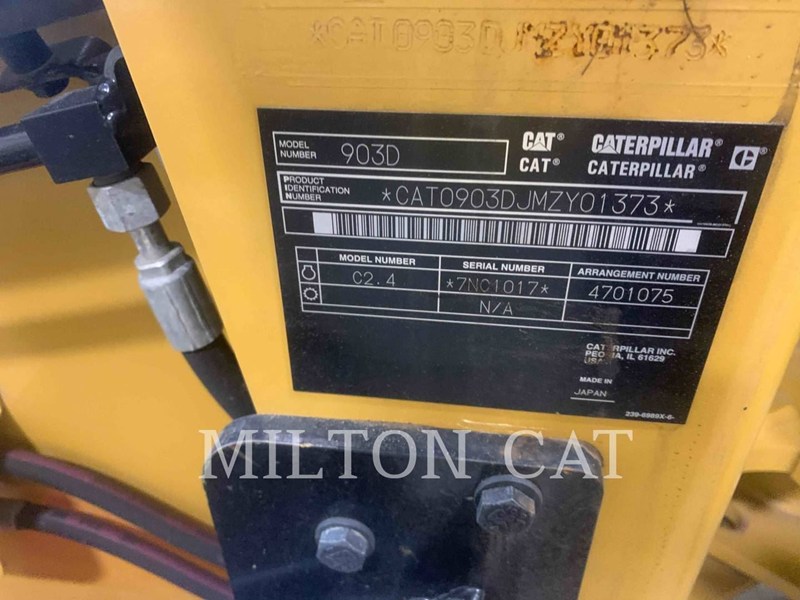 *CAT0903DJMZY01373*
MODEL NUMBER 903D
CAT® CATERPILLAR®
CAT® CATERPILLAR®
PRODUCT IDENTIFICATION NUMBER *CAT0903DJMZY01373*
MODEL NUMBER SERIAL NUMBER ARRANGEMENT NUMBER
C2.4 *7NC1017* 4701075
N/A
CATERPILLAR INC.
PEORIA, IL 61629
USA
MADE IN
JAPAN
MILTON CAT